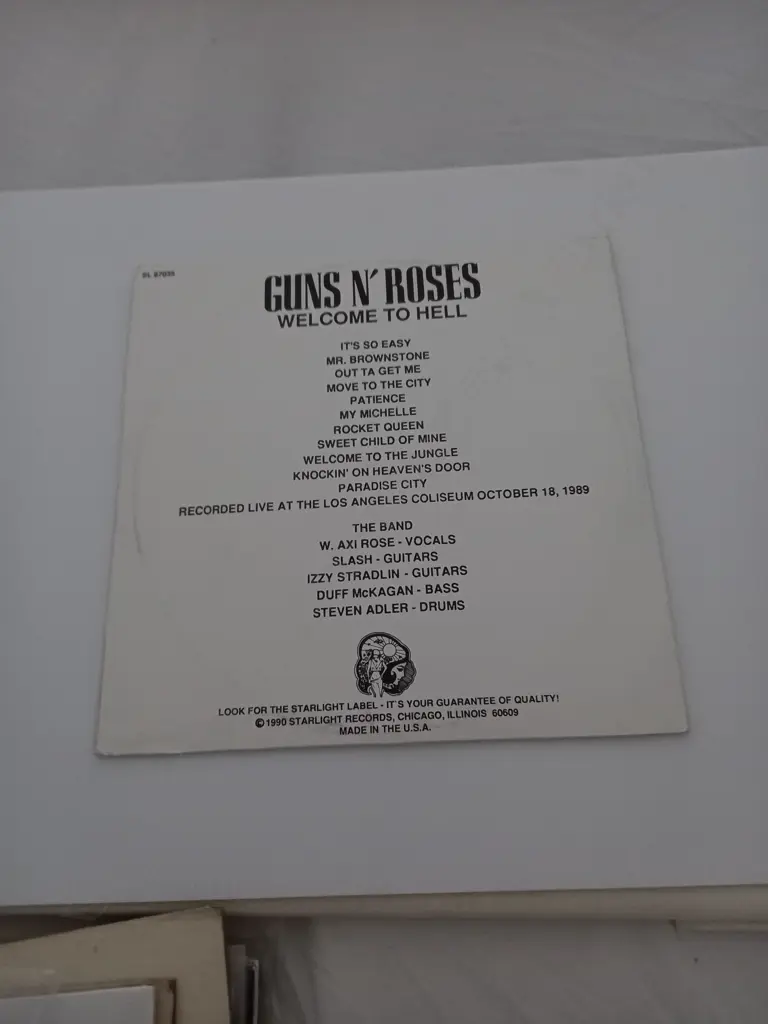 SL 87035
GUNS N' ROSES
WELCOME TO HELL
IT'S SO EASY
MR. BROWNSTONE
OUT TA GET ME
MOVE TO THE CITY
PATIENCE
MY MICHELLE
ROCKET QUEEN
SWEET CHILD OF MINE
WELCOME TO THE JUNGLE
KNOCKIN' ON HEAVEN'S DOOR
PARADISE CITY
RECORDED LIVE AT THE LOS ANGELES COLISEUM OCTOBER 18, 1989
THE BAND
W. AXI ROSE - VOCALS
SLASH - GUITARS
IZZY STRADLIN - GUITARS
DUFF McKAGAN - BASS
STEVEN ADLER - DRUMS
LOOK FOR THE STARLIGHT LABEL - IT'S YOUR GUARANTEE OF QUALITY!
© 1990 STARLIGHT RECORDS, CHICAGO, ILLINOIS 60609
MADE IN THE U.S.A.